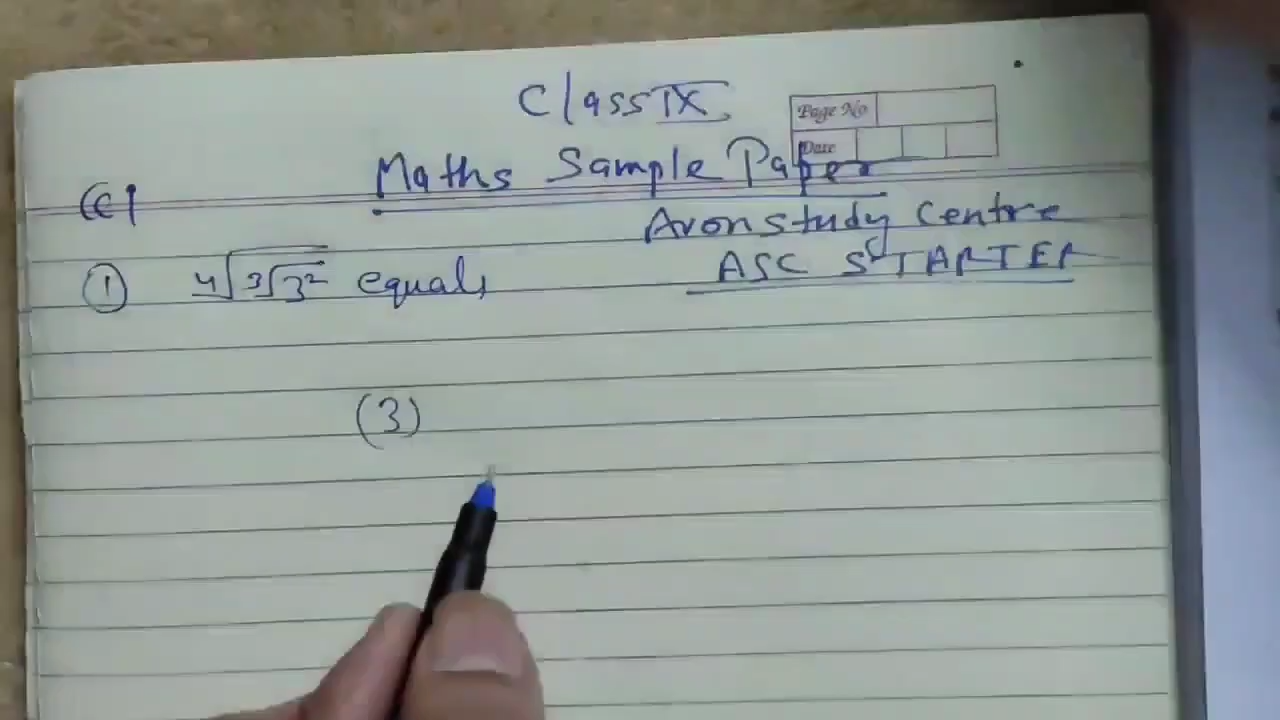 Class IX
Page No
Date
Maths Sample Paper
Avon study Centre
ASC STARTER
① ⁴√³√3² equals
(3)